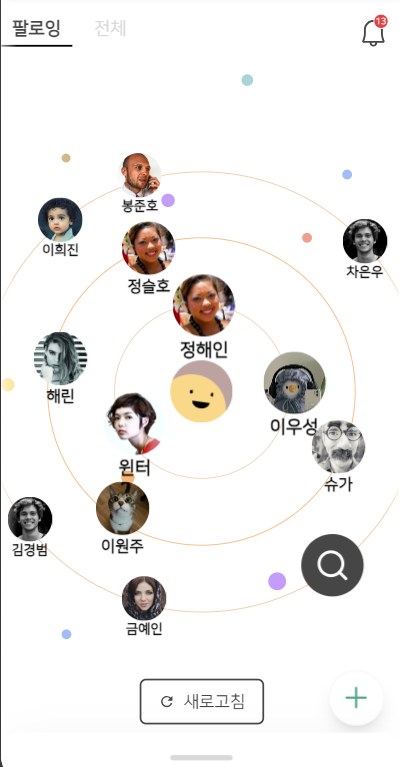 팔로잉
전체
13
봉준호
이희진
차은우
정슬호
정해인
해린
이우성
윈터
슈가
김경범
이원주
금예인
새로고침